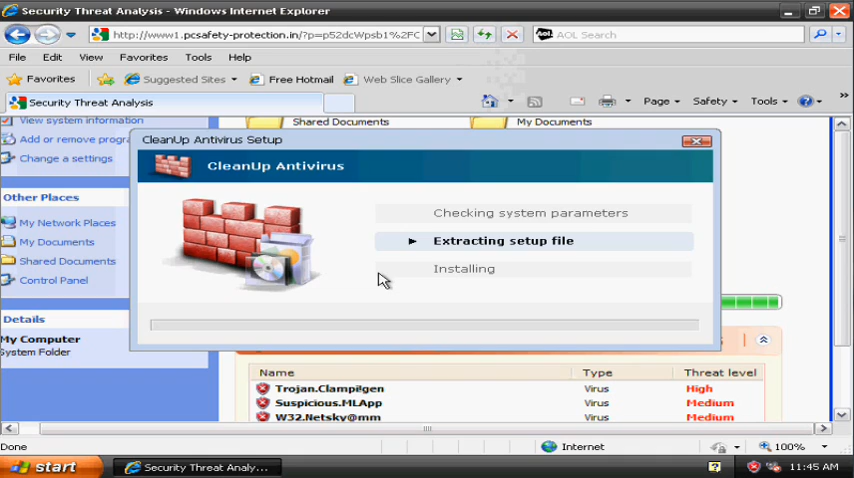 Security Threat Analysis - Windows Internet Explorer
http://www1.pcsafety-protection.in/?p=p52dcWpsb1%2FC
AOL Search
File Edit View Favorites Tools Help
Favorites Suggested Sites Free Hotmail Web Slice Gallery
Security Threat Analysis
Page Safety Tools
View system information
Shared Documents My Documents
Add or remove progra
Change a settings
CleanUp Antivirus Setup
CleanUp Antivirus
Checking system parameters
Extracting setup file
Installing
Other Places
My Network Places
My Documents
Shared Documents
Control Panel
Details
My Computer
System Folder
Name Type Threat level
Trojan.Clampi!gen Virus High
Suspicious.MLApp Virus Medium
W32.Netsky@mm Virus Medium
Done Internet 100%
start Security Threat Analy... 11:45 AM